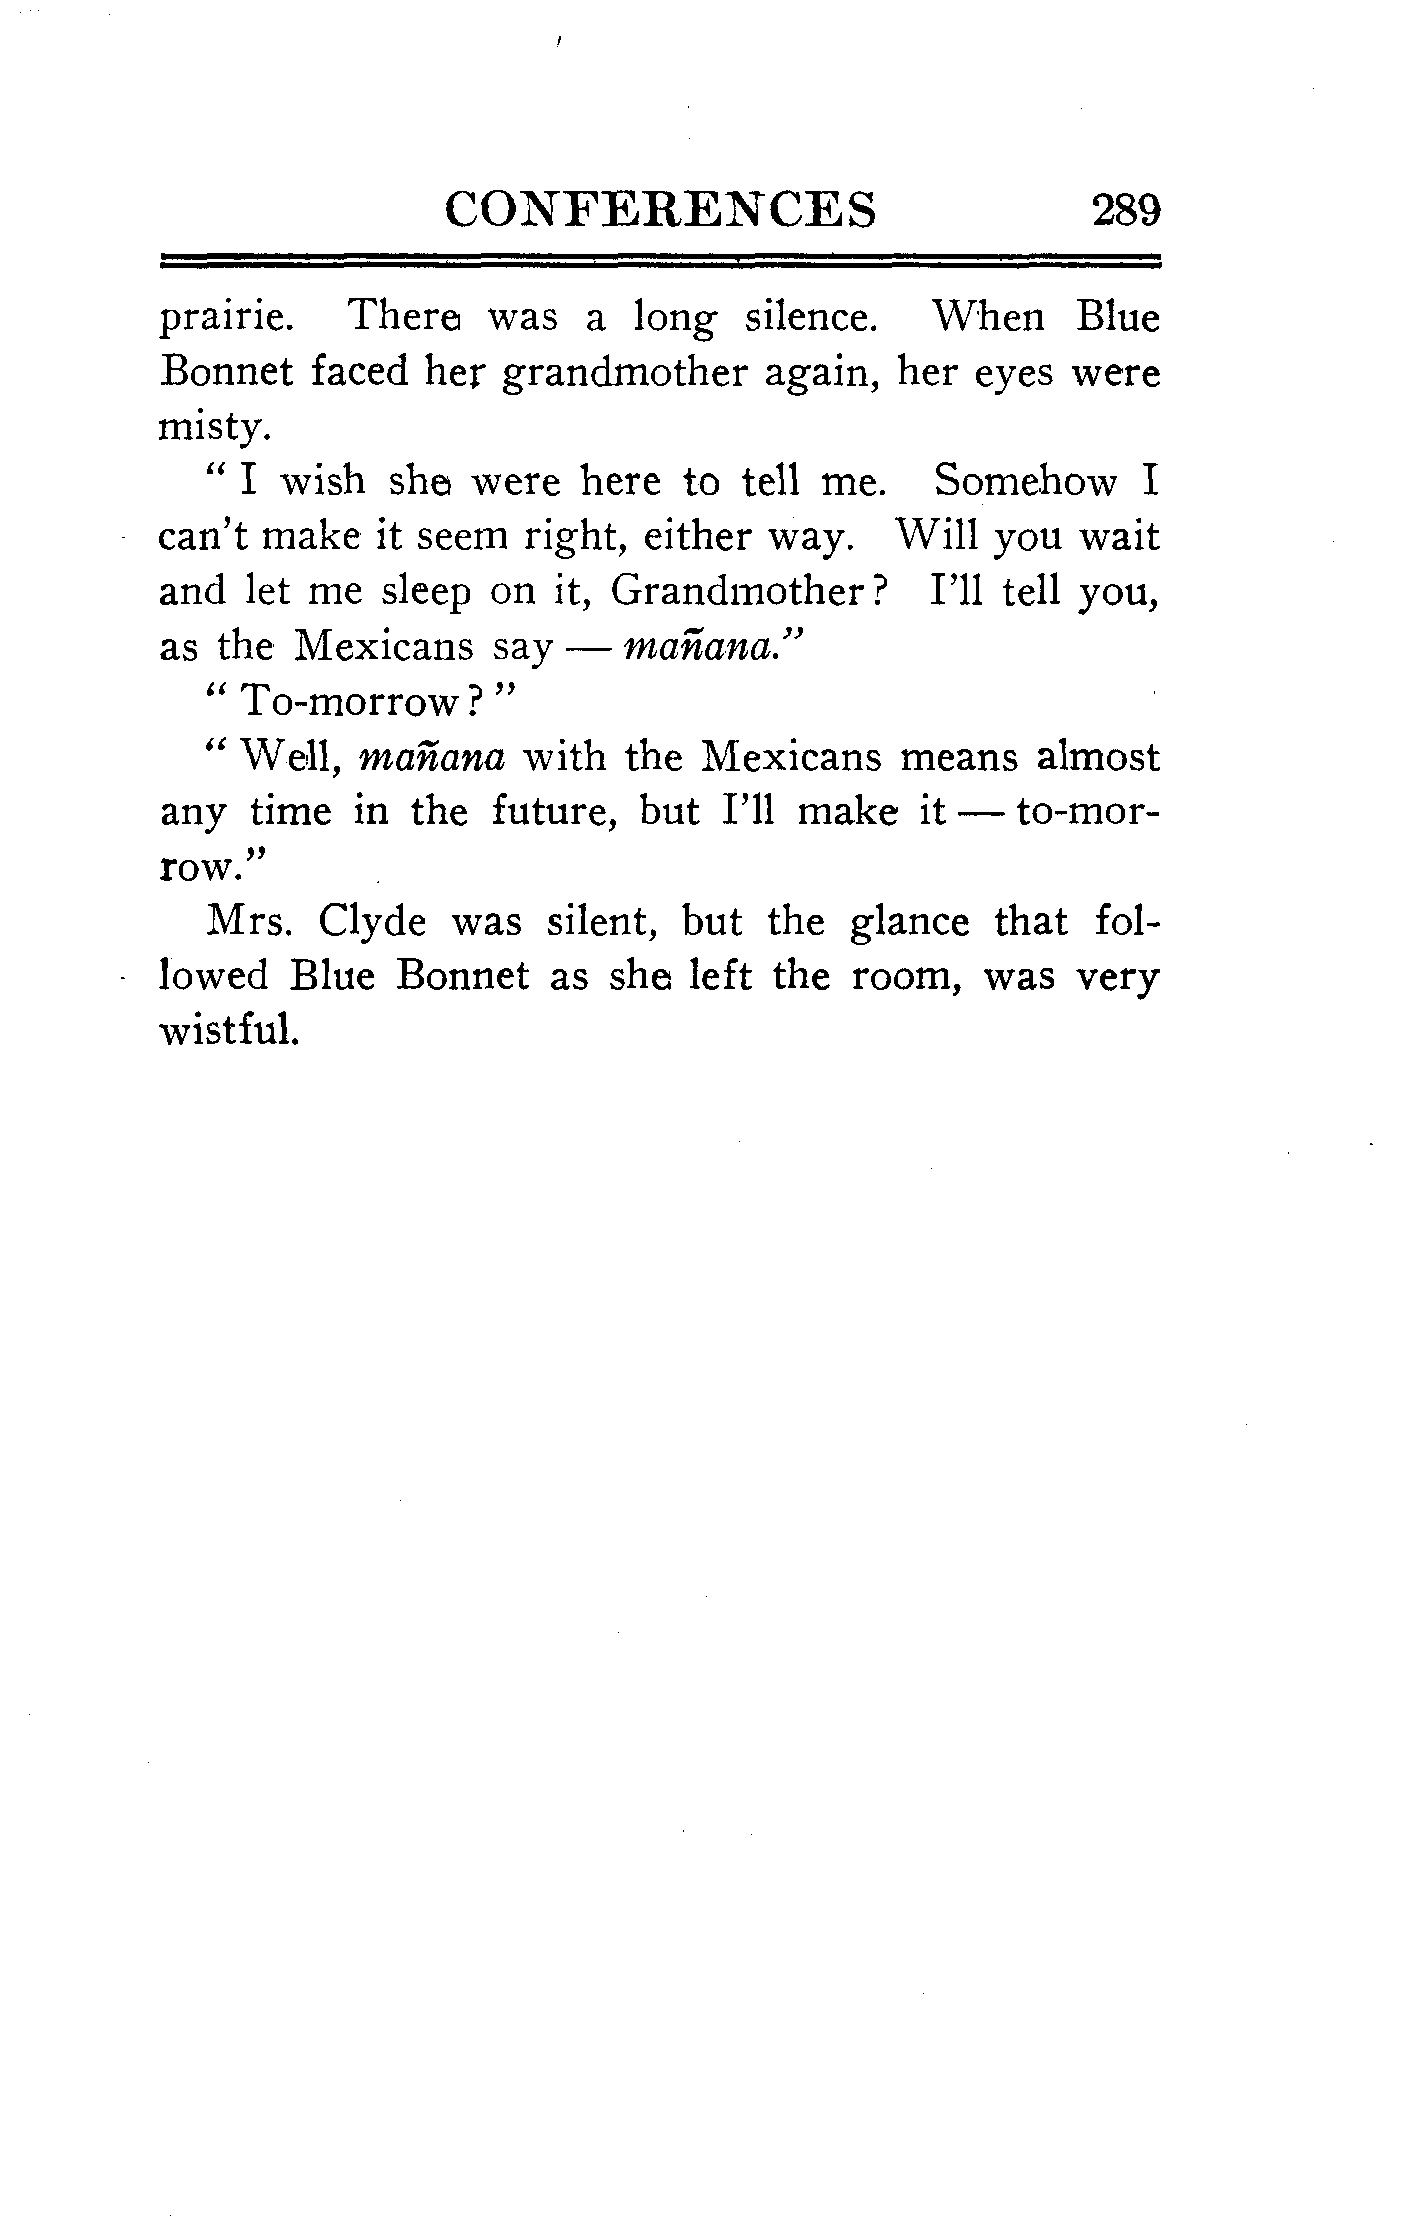 CONFERENCES 289
prairie. There was a long silence. When Blue
Bonnet faced her grandmother again, her eyes were
misty.
" I wish she were here to tell me. Somehow I
can't make it seem right, either way. Will you wait
and let me sleep on it, Grandmother? I'll tell you,
as the Mexicans say — mañana."
" To-morrow ? "
" Well, mañana with the Mexicans means almost
any time in the future, but I'll make it — to-mor-
row."
Mrs. Clyde was silent, but the glance that fol-
lowed Blue Bonnet as she left the room, was very
wistful.